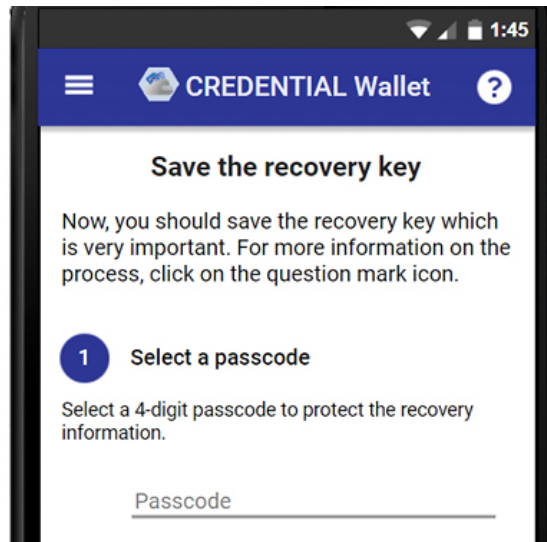 1:45
CREDENTIAL Wallet ?
Save the recovery key
Now, you should save the recovery key which
is very important. For more information on the
process, click on the question mark icon.
1 Select a passcode
Select a 4-digit passcode to protect the recovery
information.
Passcode